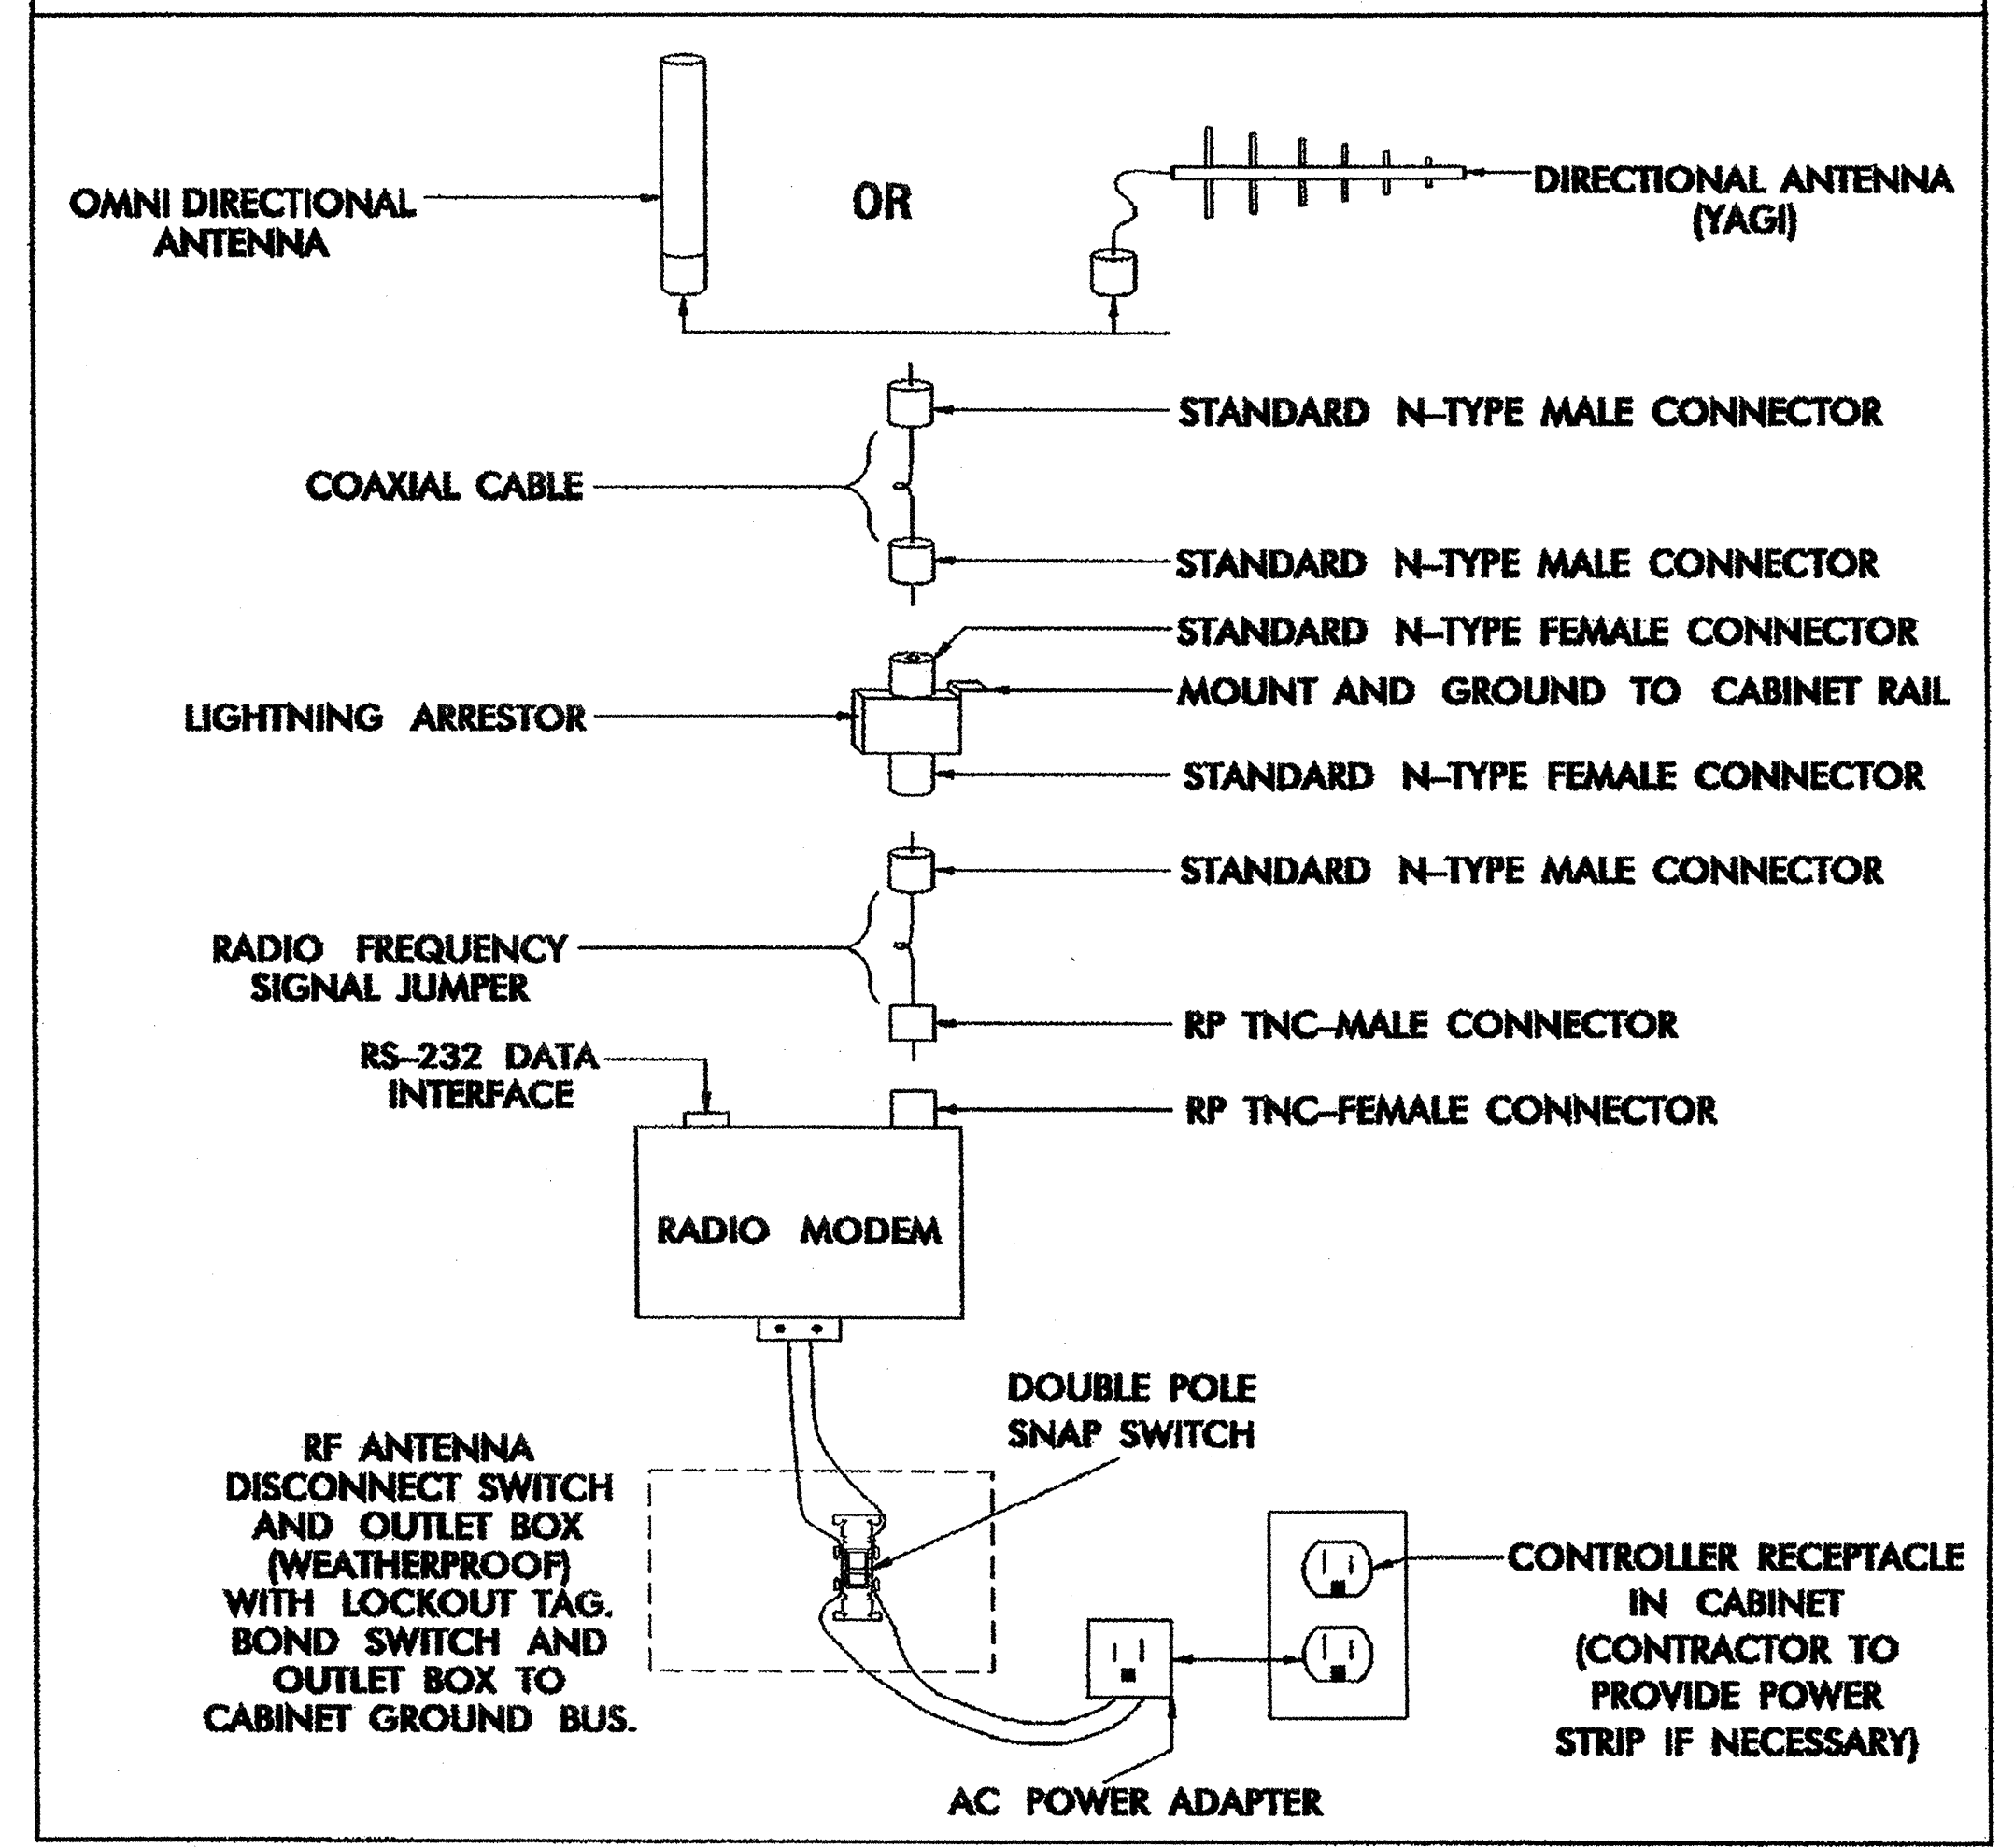 OMNI DIRECTIONAL
ANTENNA
OR
DIRECTIONAL ANTENNA
(YAGI)
STANDARD N-TYPE MALE CONNECTOR
COAXIAL CABLE
STANDARD N-TYPE MALE CONNECTOR
STANDARD N-TYPE FEMALE CONNECTOR
MOUNT AND GROUND TO CABINET RAIL
LIGHTNING ARRESTOR
STANDARD N-TYPE FEMALE CONNECTOR
STANDARD N-TYPE MALE CONNECTOR
RADIO FREQUENCY
SIGNAL JUMPER
RP TNC-MALE CONNECTOR
RS-232 DATA
INTERFACE
RP TNC-FEMALE CONNECTOR
RADIO MODEM
DOUBLE POLE
SNAP SWITCH
RF ANTENNA
DISCONNECT SWITCH
AND OUTLET BOX
(WEATHERPROOF)
WITH LOCKOUT TAG.
BOND SWITCH AND
OUTLET BOX TO
CABINET GROUND BUS.
CONTROLLER RECEPTACLE
IN CABINET
(CONTRACTOR TO
PROVIDE POWER
STRIP IF NECESSARY)
AC POWER ADAPTER